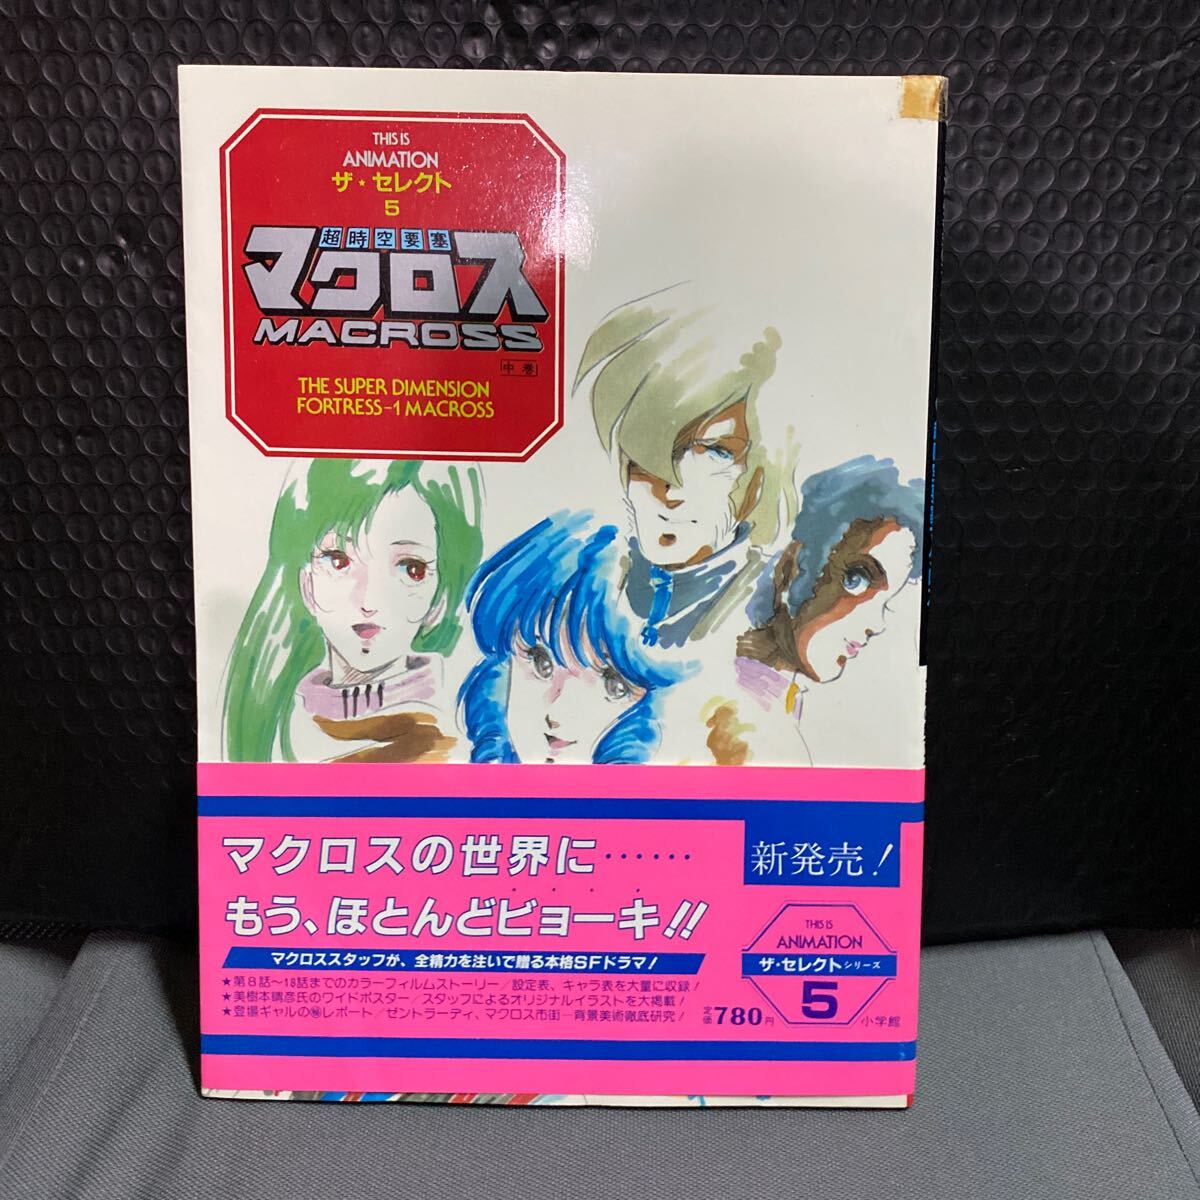 THIS IS
ANIMATION
ザ★セレクト
5
超時空要塞
マクロス
MACROSS
中巻
THE SUPER DIMENSION
FORTRESS-1 MACROSS
マクロスの世界に……
もう、ほとんどビョーキ!!
マクロススタッフが、全精力を注いで贈る本格SFドラマ!
★第8話〜18話までのカラーフィルムストーリー/設定表、キャラ表を大量に収録!
★美樹本晴彦氏のワイドポスター/スタッフによるオリジナルイラストを大掲載!
★登場ギャルの㊙レポート/ゼントラーディ、マクロス市街—背景美術徹底研究!
新発売!
THIS IS
ANIMATION
ザ・セレクトシリーズ
5
定価780円
小学館